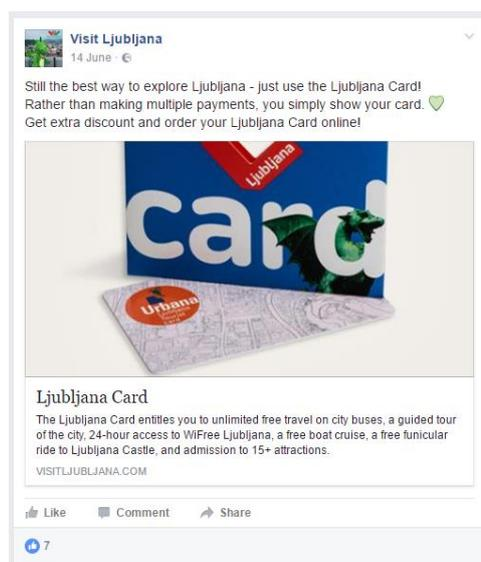 Visit Ljubljana
14 June ·
Still the best way to explore Ljubljana - just use the Ljubljana Card!
Rather than making multiple payments, you simply show your card.
Get extra discount and order your Ljubljana Card online!
Ljubljana
card
Urbana
Ljubljana
Tourist
Card
Ljubljana Card
The Ljubljana Card entitles you to unlimited free travel on city buses, a guided tour
of the city, 24-hour access to WiFree Ljubljana, a free boat cruise, a free funicular
ride to Ljubljana Castle, and admission to 15+ attractions.
VISITLJUBLJANA.COM
Like Comment Share
7